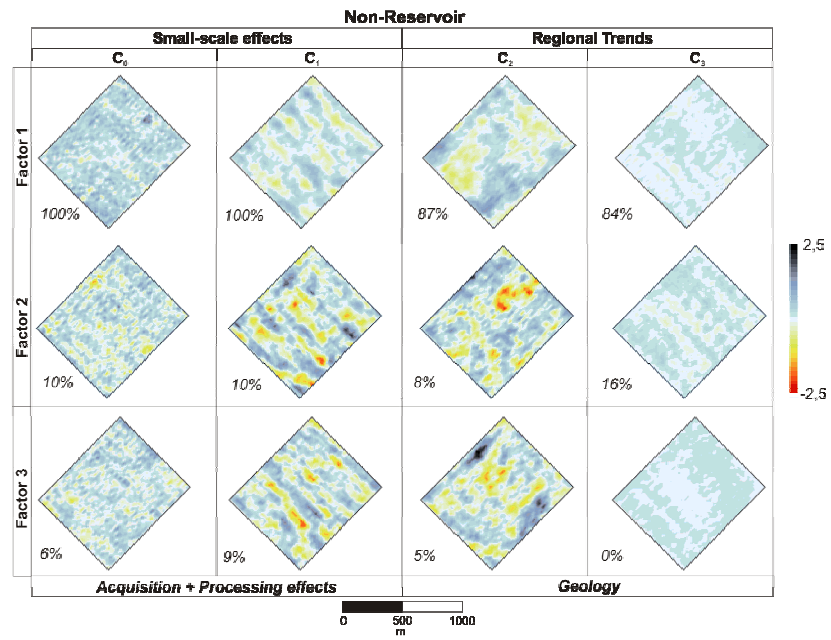 Non-Reservoir
Small-scale effects Regional Trends
C₀ C₁ C₂ C₃
Factor 1
100% 100% 87% 84%
2,5
Factor 2
10% 10% 8% 16%
-2,5
Factor 3
6% 9% 5% 0%
Acquisition + Processing effects Geology
0 500 1000
m